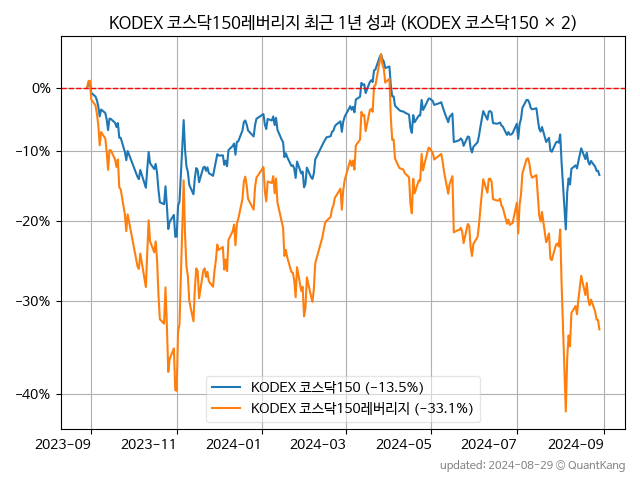 KODEX 코스닥150레버리지 최근 1년 성과 (KODEX 코스닥150 × 2)
0%
−10%
−20%
−30%
−40%
KODEX 코스닥150 (−13.5%)
KODEX 코스닥150레버리지 (−33.1%)
2023-09 2023-11 2024-01 2024-03 2024-05 2024-07 2024-09
updated: 2024-08-29 © QuantKang